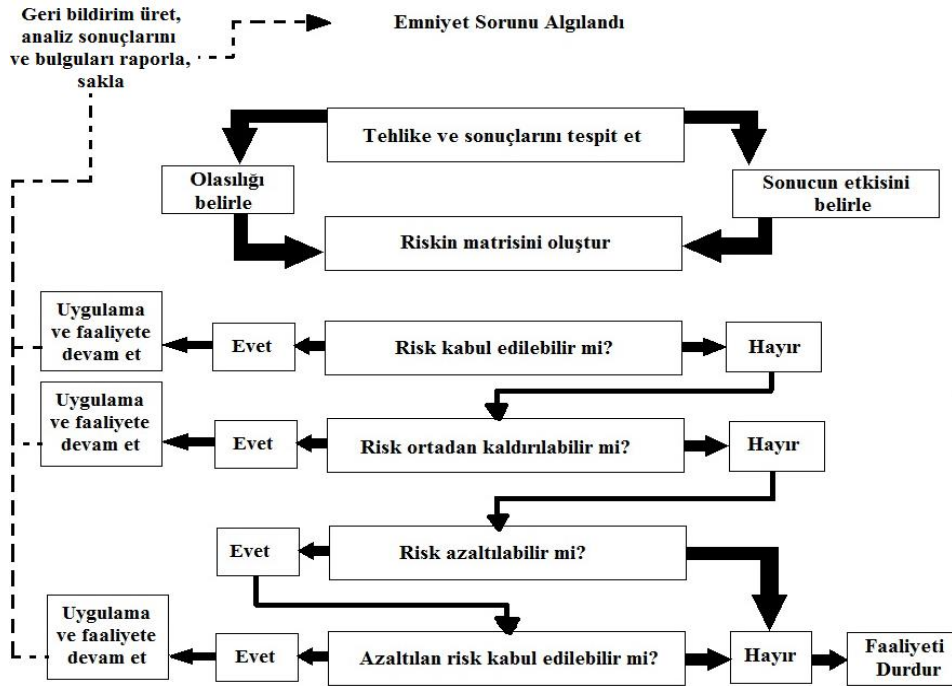 Geri bildirim üret,
analiz sonuçlarını
ve bulguları raporla,
sakla
Emniyet Sorunu Algılandı
Tehlike ve sonuçlarını tespit et
Olasılığı
belirle
Sonucun etkisini
belirle
Riskin matrisini oluştur
Uygulama
ve faaliyete
devam et
Evet
Risk kabul edilebilir mi?
Hayır
Uygulama
ve faaliyete
devam et
Evet
Risk ortadan kaldırılabilir mi?
Hayır
Evet
Risk azaltılabilir mi?
Uygulama
ve faaliyete
devam et
Evet
Azaltılan risk kabul edilebilir mi?
Hayır
Faaliyeti
Durdur